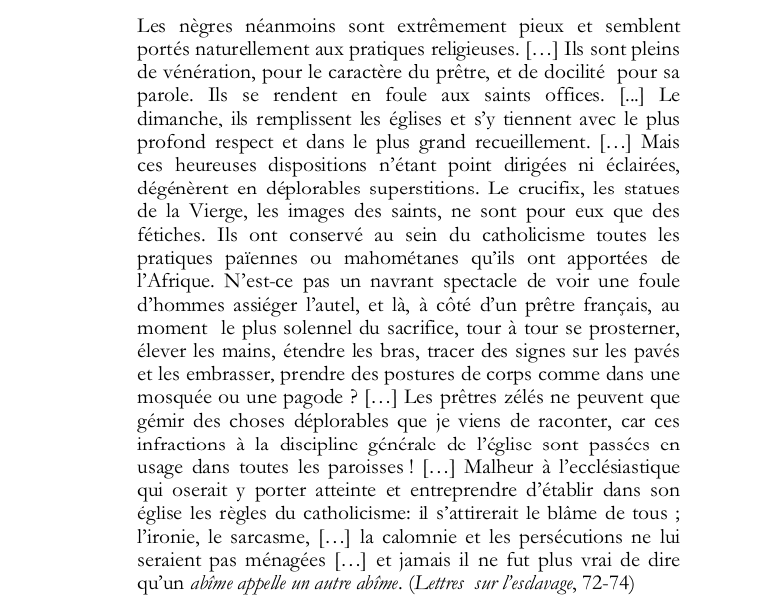 Les nègres néanmoins sont extrêmement pieux et semblent
portés naturellement aux pratiques religieuses. […] Ils sont pleins
de vénération, pour le caractère du prêtre, et de docilité pour sa
parole. Ils se rendent en foule aux saints offices. [...] Le
dimanche, ils remplissent les églises et s’y tiennent avec le plus
profond respect et dans le plus grand recueillement. […] Mais
ces heureuses dispositions n’étant point dirigées ni éclairées,
dégénèrent en déplorables superstitions. Le crucifix, les statues
de la Vierge, les images des saints, ne sont pour eux que des
fétiches. Ils ont conservé au sein du catholicisme toutes les
pratiques païennes ou mahométanes qu’ils ont apportées de
l’Afrique. N’est-ce pas un navrant spectacle de voir une foule
d’hommes assiéger l’autel, et là, à côté d’un prêtre français, au
moment le plus solennel du sacrifice, tour à tour se prosterner,
élever les mains, étendre les bras, tracer des signes sur les pavés
et les embrasser, prendre des postures de corps comme dans une
mosquée ou une pagode ? […] Les prêtres zélés ne peuvent que
gémir des choses déplorables que je viens de raconter, car ces
infractions à la discipline générale de l’église sont passées en
usage dans toutes les paroisses ! […] Malheur à l’ecclésiastique
qui oserait y porter atteinte et entreprendre d’établir dans son
église les règles du catholicisme: il s’attirerait le blâme de tous ;
l’ironie, le sarcasme, […] la calomnie et les persécutions ne lui
seraient pas ménagées […] et jamais il ne fut plus vrai de dire
qu’un abîme appelle un autre abîme. (Lettres sur l’esclavage, 72-74)